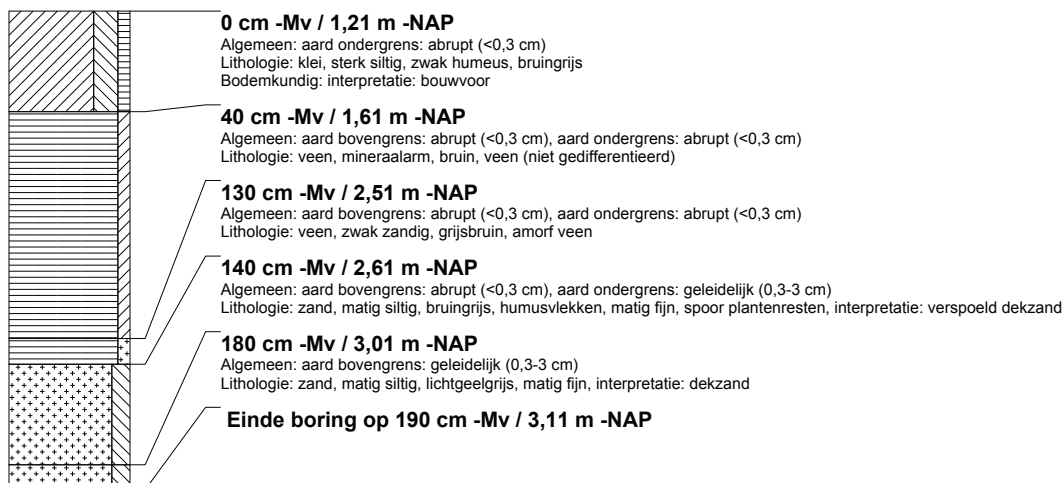 0 cm -Mv / 1,21 m -NAP
Algemeen: aard ondergrens: abrupt (<0,3 cm)
Lithologie: klei, sterk siltig, zwak humeus, bruingrijs
Bodemkundig: interpretatie: bouwvoor
40 cm -Mv / 1,61 m -NAP
Algemeen: aard bovengrens: abrupt (<0,3 cm), aard ondergrens: abrupt (<0,3 cm)
Lithologie: veen, mineraalarm, bruin, veen (niet gedifferentieerd)
130 cm -Mv / 2,51 m -NAP
Algemeen: aard bovengrens: abrupt (<0,3 cm), aard ondergrens: abrupt (<0,3 cm)
Lithologie: veen, zwak zandig, grijsbruin, amorf veen
140 cm -Mv / 2,61 m -NAP
Algemeen: aard bovengrens: abrupt (<0,3 cm), aard ondergrens: geleidelijk (0,3-3 cm)
Lithologie: zand, matig siltig, bruingrijs, humusvlekken, matig fijn, spoor plantenresten, interpretatie: verspoeld dekzand
180 cm -Mv / 3,01 m -NAP
Algemeen: aard bovengrens: geleidelijk (0,3-3 cm)
Lithologie: zand, matig siltig, lichtgeelgrijs, matig fijn, interpretatie: dekzand
Einde boring op 190 cm -Mv / 3,11 m -NAP